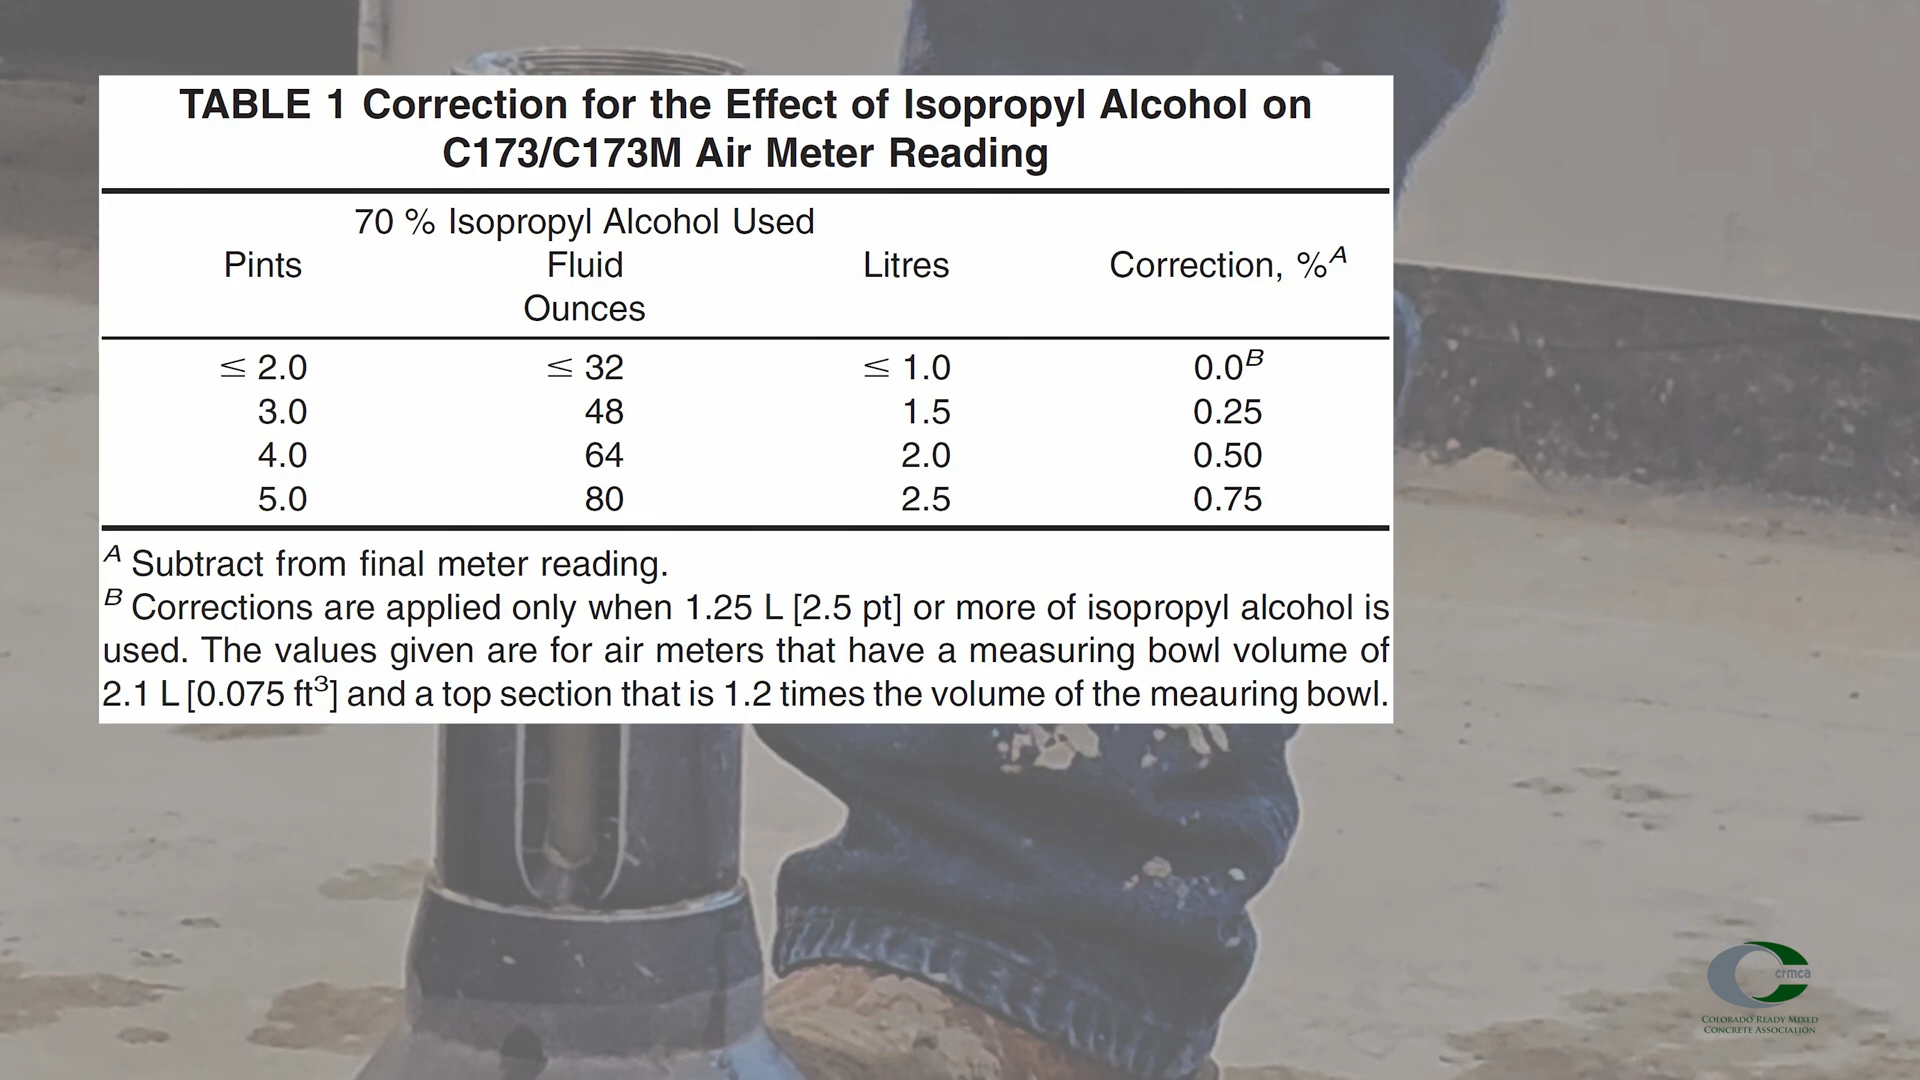 TABLE 1 Correction for the Effect of Isopropyl Alcohol on
C173/C173M Air Meter Reading
70 % Isopropyl Alcohol Used
Pints Fluid Litres Correction, %A
Ounces
≤ 2.0 ≤ 32 ≤ 1.0 0.0B
3.0 48 1.5 0.25
4.0 64 2.0 0.50
5.0 80 2.5 0.75
A Subtract from final meter reading.
B Corrections are applied only when 1.25 L [2.5 pt] or more of isopropyl alcohol is
used. The values given are for air meters that have a measuring bowl volume of
2.1 L [0.075 ft3] and a top section that is 1.2 times the volume of the meauring bowl.
crmca
COLORADO READY MIXED
CONCRETE ASSOCIATION